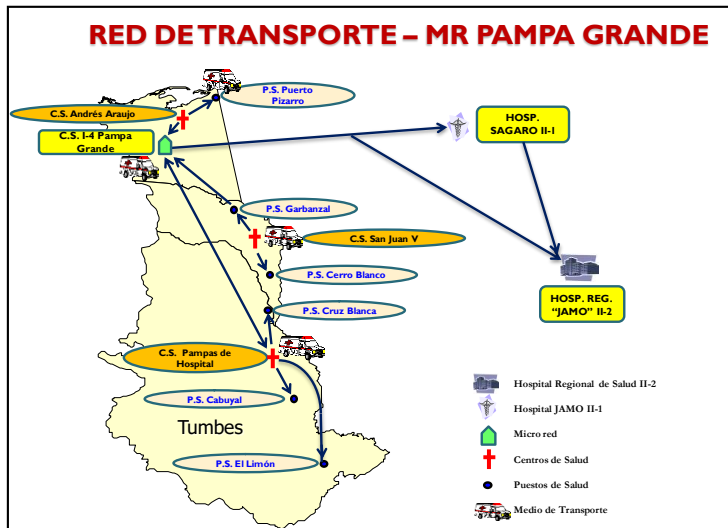 RED DE TRANSPORTE – MR PAMPA GRANDE
P.S. Puerto
Pizarro
C.S. Andrés Araujo
C.S. I-4 Pampa
Grande
HOSP.
SAGARO II-1
P.S. Garbanzal
C.S. San Juan V
P.S. Cerro Blanco
HOSP. REG.
“JAMO” II-2
P.S. Cruz Blanca
C.S. Pampas de
Hospital
P.S. Cabuyal
Tumbes
P.S. El Limón
Hospital Regional de Salud II-2
Hospital JAMO II-1
Micro red
Centros de Salud
Puestos de Salud
Medio de Transporte